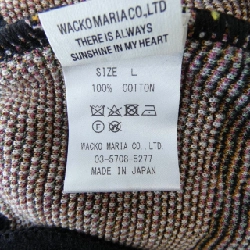 WACKO MARIA CO.,LTD
THERE IS ALWAYS
SUNSHINE IN MY HEART
SIZE L
100% COTTON
WACKO MARIA CO., LTD.
03-5708-5277
MADE IN JAPAN